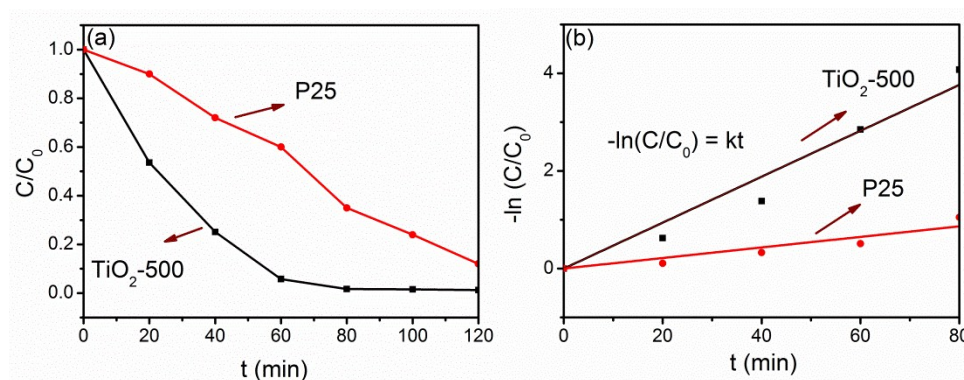 (a)
P25
TiO₂-500
C/C₀
1.0
0.8
0.6
0.4
0.2
0.0
0 20 40 60 80 100 120
t (min)
(b)
TiO₂-500
-ln(C/C₀) = kt
P25
-ln (C/C₀)
4
2
0
0 20 40 60 80
t (min)